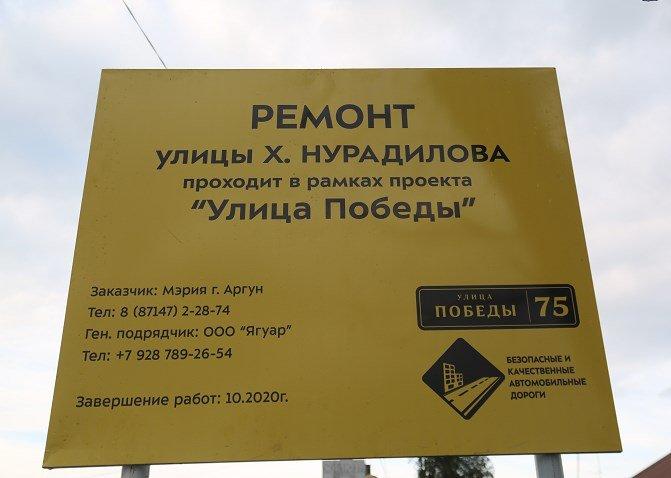 РЕМОНТ
УЛИЦЫ Х. НУРАДИЛОВА
проходит в рамках проекта
“Улица Победы”
Заказчик: Мэрия г. Аргун
Тел: 8 (87147) 2-28-74
Ген. подрядчик: ООО “Ягуар”
Тел: +7 928 789-26-54
Завершение работ: 10.2020г.
УЛИЦА
ПОБЕДЫ 75
БЕЗОПАСНЫЕ И
КАЧЕСТВЕННЫЕ
АВТОМОБИЛЬНЫЕ
ДОРОГИ